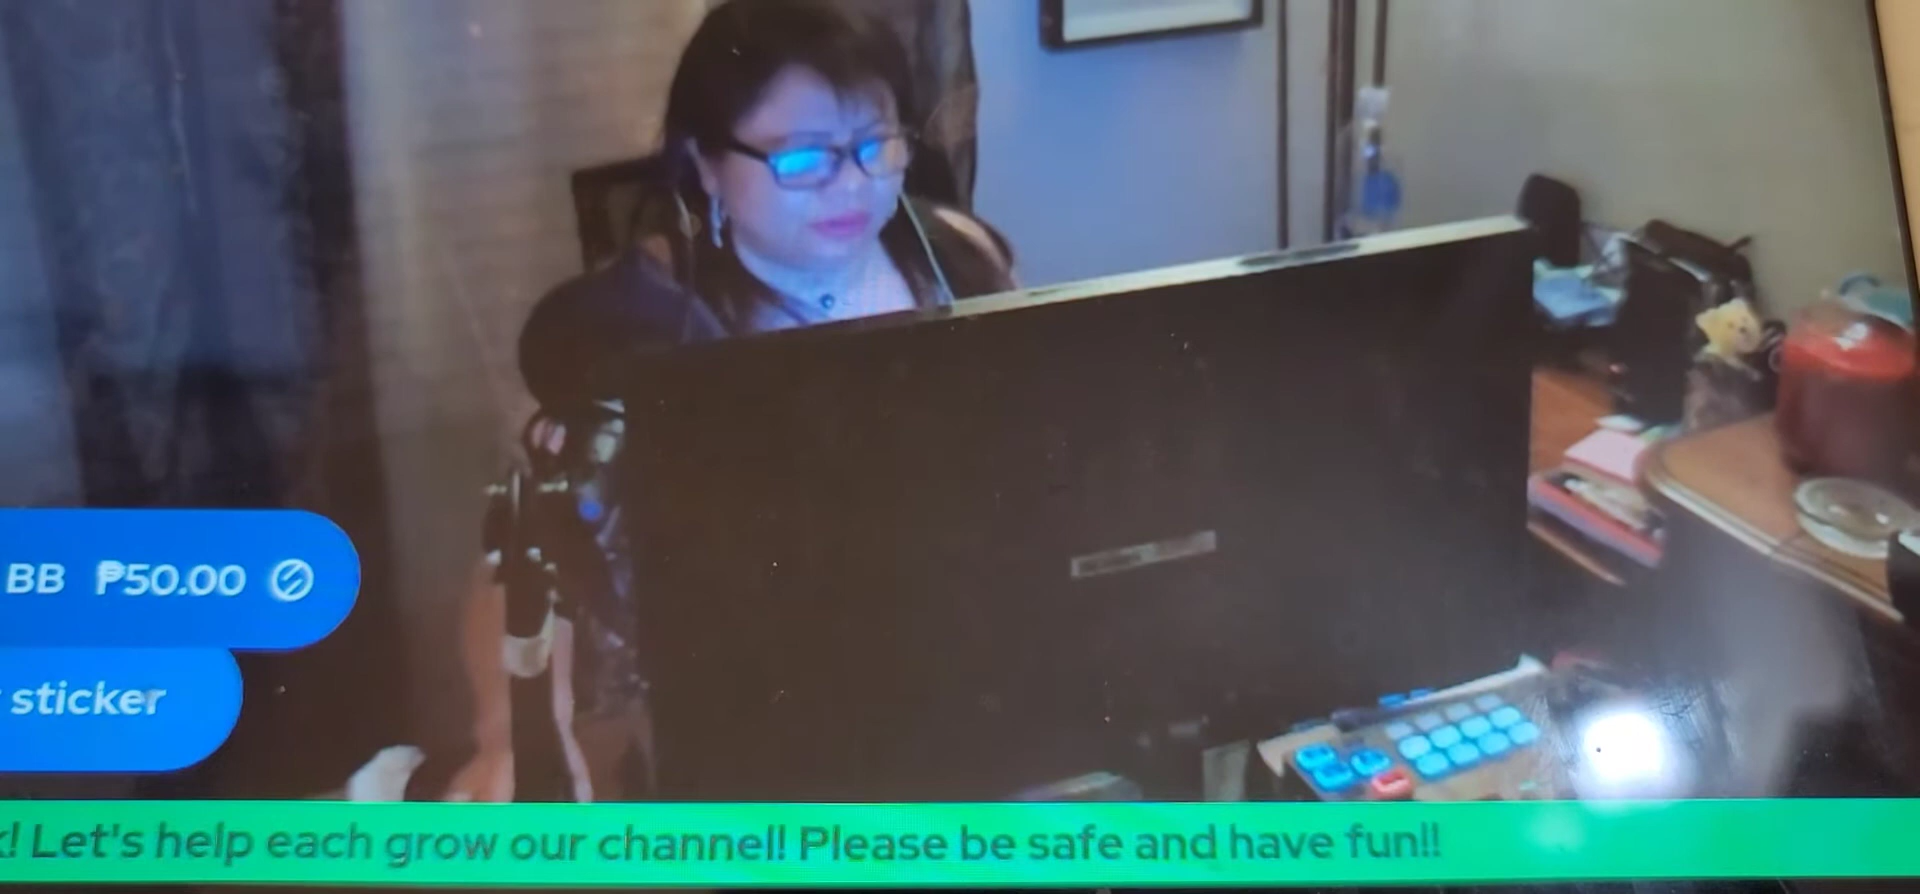 BB ₱50.00
sticker
! Let's help each grow our channel! Please be safe and have fun!!